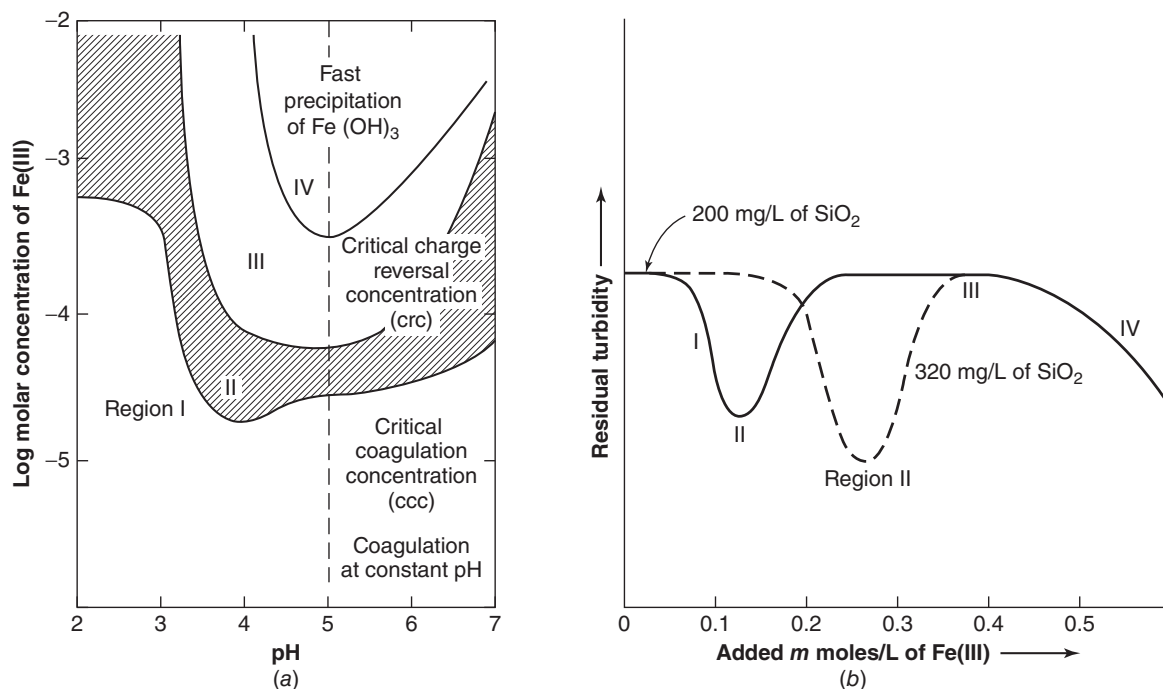 Log molar concentration of Fe(III)
−2
−3
−4
−5
2
3
4
5
6
7
pH
(a)
Fast
precipitation
of Fe (OH)3
IV
III
Critical charge
reversal
concentration
(crc)
II
Region I
Critical
coagulation
concentration
(ccc)
Coagulation
at constant pH
Residual turbidity
200 mg/L of SiO2
I
II
III
IV
320 mg/L of SiO2
Region II
0
0.1
0.2
0.3
0.4
0.5
Added m moles/L of Fe(III)
(b)